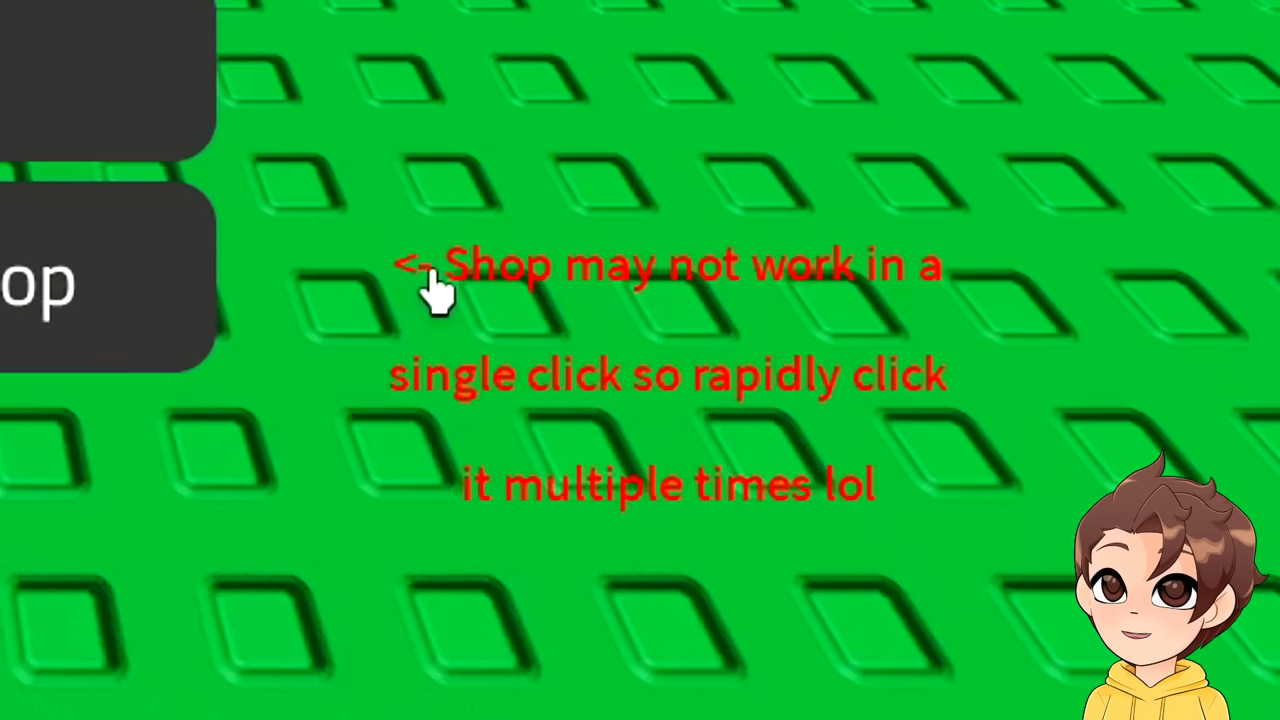 <- Shop may not work in a
op
single click so rapidly click
it multiple times lol